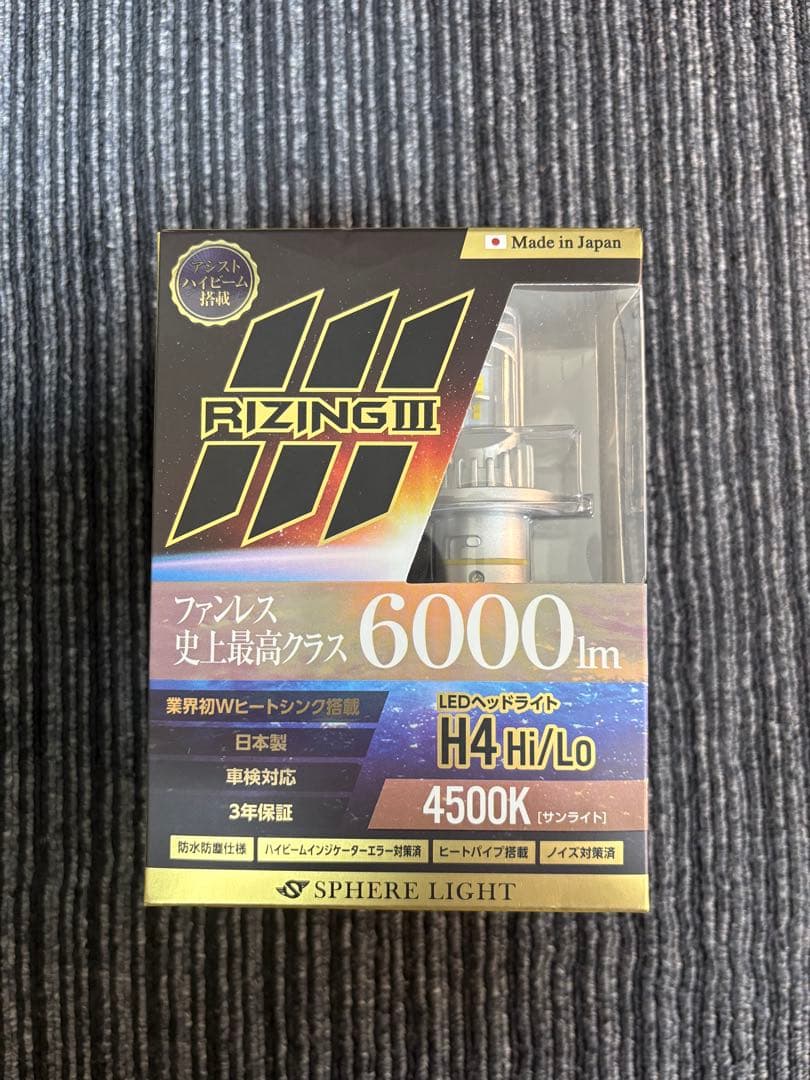 Made in Japan
アシスト
ハイビーム
搭載
RIZING III
ファンレス
史上最高クラス 6000lm
業界初Wヒートシンク搭載
日本製
車検対応
3年保証
LEDヘッドライト
H4 Hi/Lo
4500K [サンライト]
防水防塵仕様 ハイビームインジケーターエラー対策済 ヒートパイプ搭載 ノイズ対策済
SPHERE LIGHT